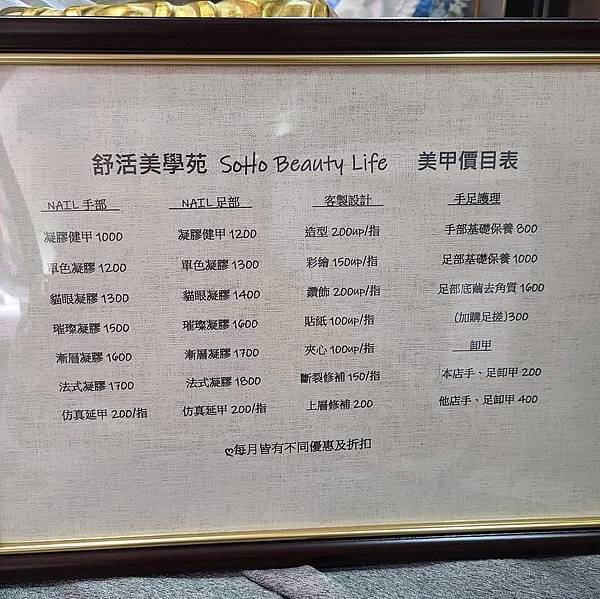 舒活美學苑 SoHo Beauty Life 美甲價目表
NAIL 手部
凝膠健甲 1000
單色凝膠 1200
貓眼凝膠 1300
璀璨凝膠 1500
漸層凝膠 1600
法式凝膠 1700
仿真延甲 200/指
NAIL 足部
凝膠健甲 1200
單色凝膠 1300
貓眼凝膠 1400
璀璨凝膠 1600
漸層凝膠 1700
法式凝膠 1800
仿真延甲 200/指
客製設計
造型 200up/指
彩繪 150up/指
鑽飾 200up/指
貼紙 100up/指
夾心 100up/指
斷裂修補 150/指
上層修補 200
手足護理
手部基礎保養 800
足部基礎保養 1000
足部底繭去角質 1600
(加購足搓)300
卸甲
本店手、足卸甲 200
他店手、足卸甲 400
ღ每月皆有不同優惠及折扣